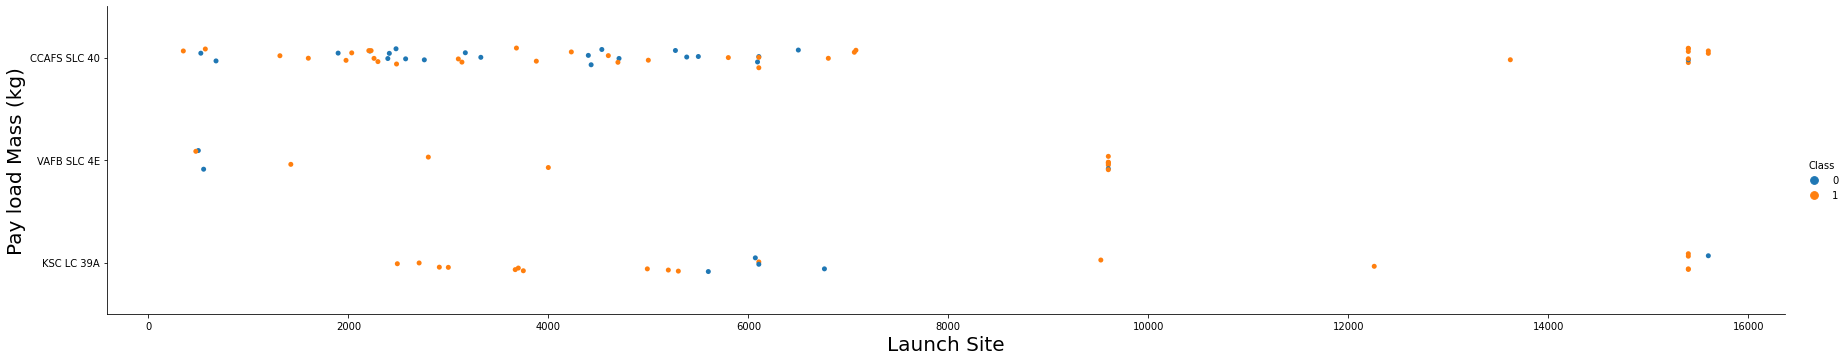 Pay load Mass (kg)
CCAFS SLC 40
VAFB SLC 4E
KSC LC 39A
0 2000 4000 6000 8000 10000 12000 14000 16000
Launch Site
Class
0
1